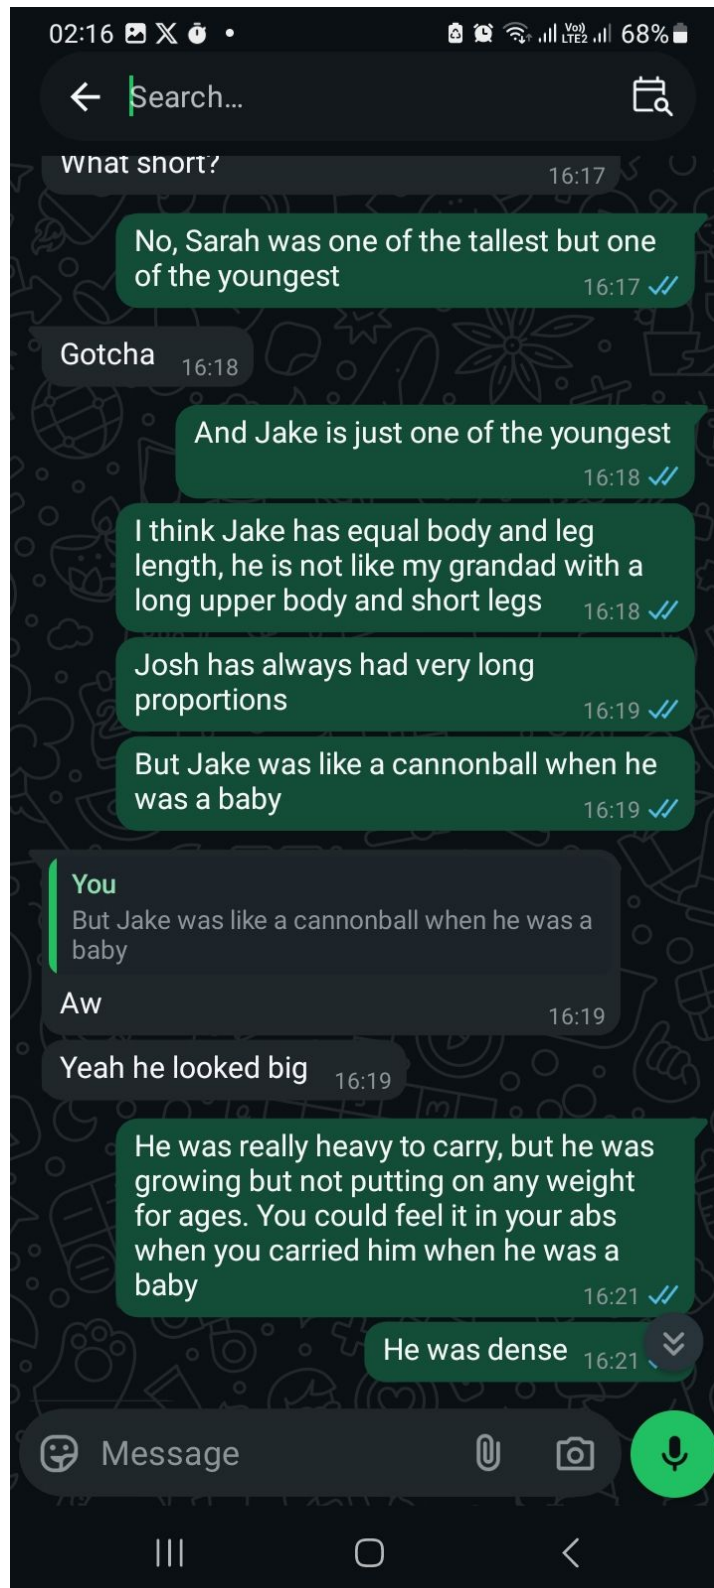 02:16
Vo))
LTE2
68%
Search...
What short?
16:17
No, Sarah was one of the tallest but one
of the youngest
16:17
Gotcha
16:18
And Jake is just one of the youngest
16:18
I think Jake has equal body and leg
length, he is not like my grandad with a
long upper body and short legs
16:18
Josh has always had very long
proportions
16:19
But Jake was like a cannonball when he
was a baby
16:19
You
But Jake was like a cannonball when he was a
baby
Aw
16:19
Yeah he looked big
16:19
He was really heavy to carry, but he was
growing but not putting on any weight
for ages. You could feel it in your abs
when you carried him when he was a
baby
16:21
He was dense
16:21
Message